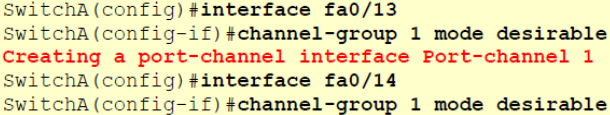 SwitchA(config)#interface fa0/13
SwitchA(config-if)#channel-group 1 mode desirable
Creating a port-channel interface Port-channel 1
SwitchA(config)#interface fa0/14
SwitchA(config-if)#channel-group 1 mode desirable